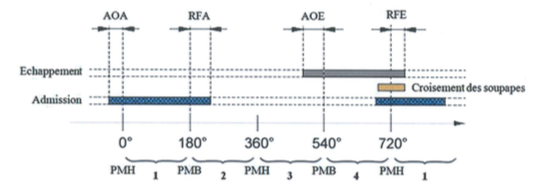 AOA RFA AOE RFE
Echappement
Croisement des soupapes
Admission
0° 180° 360° 540° 720°
PMH 1 PMB 2 PMH 3 PMB 4 PMH 1